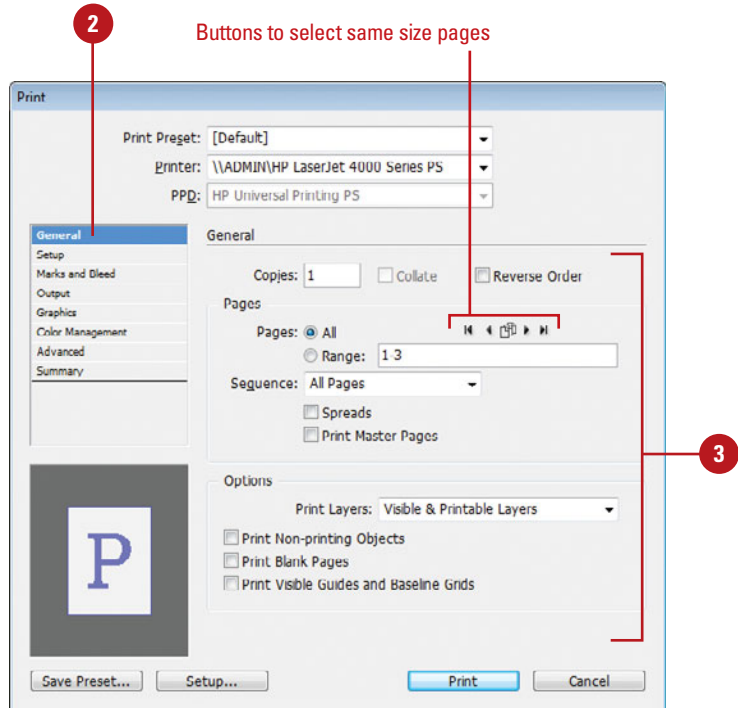 2
Buttons to select same size pages
Print
Print Preset: [Default]
Printer: \\ADMIN\HP LaserJet 4000 Series PS
PPD: HP Universal Printing PS
General
Setup
Marks and Bleed
Output
Graphics
Color Management
Advanced
Summary
General
Copies: 1 Collate Reverse Order
Pages
Pages: All
Range: 1-3
Sequence: All Pages
Spreads
Print Master Pages
3
Options
Print Layers: Visible & Printable Layers
Print Non-printing Objects
Print Blank Pages
Print Visible Guides and Baseline Grids
P
Save Preset... Setup... Print Cancel